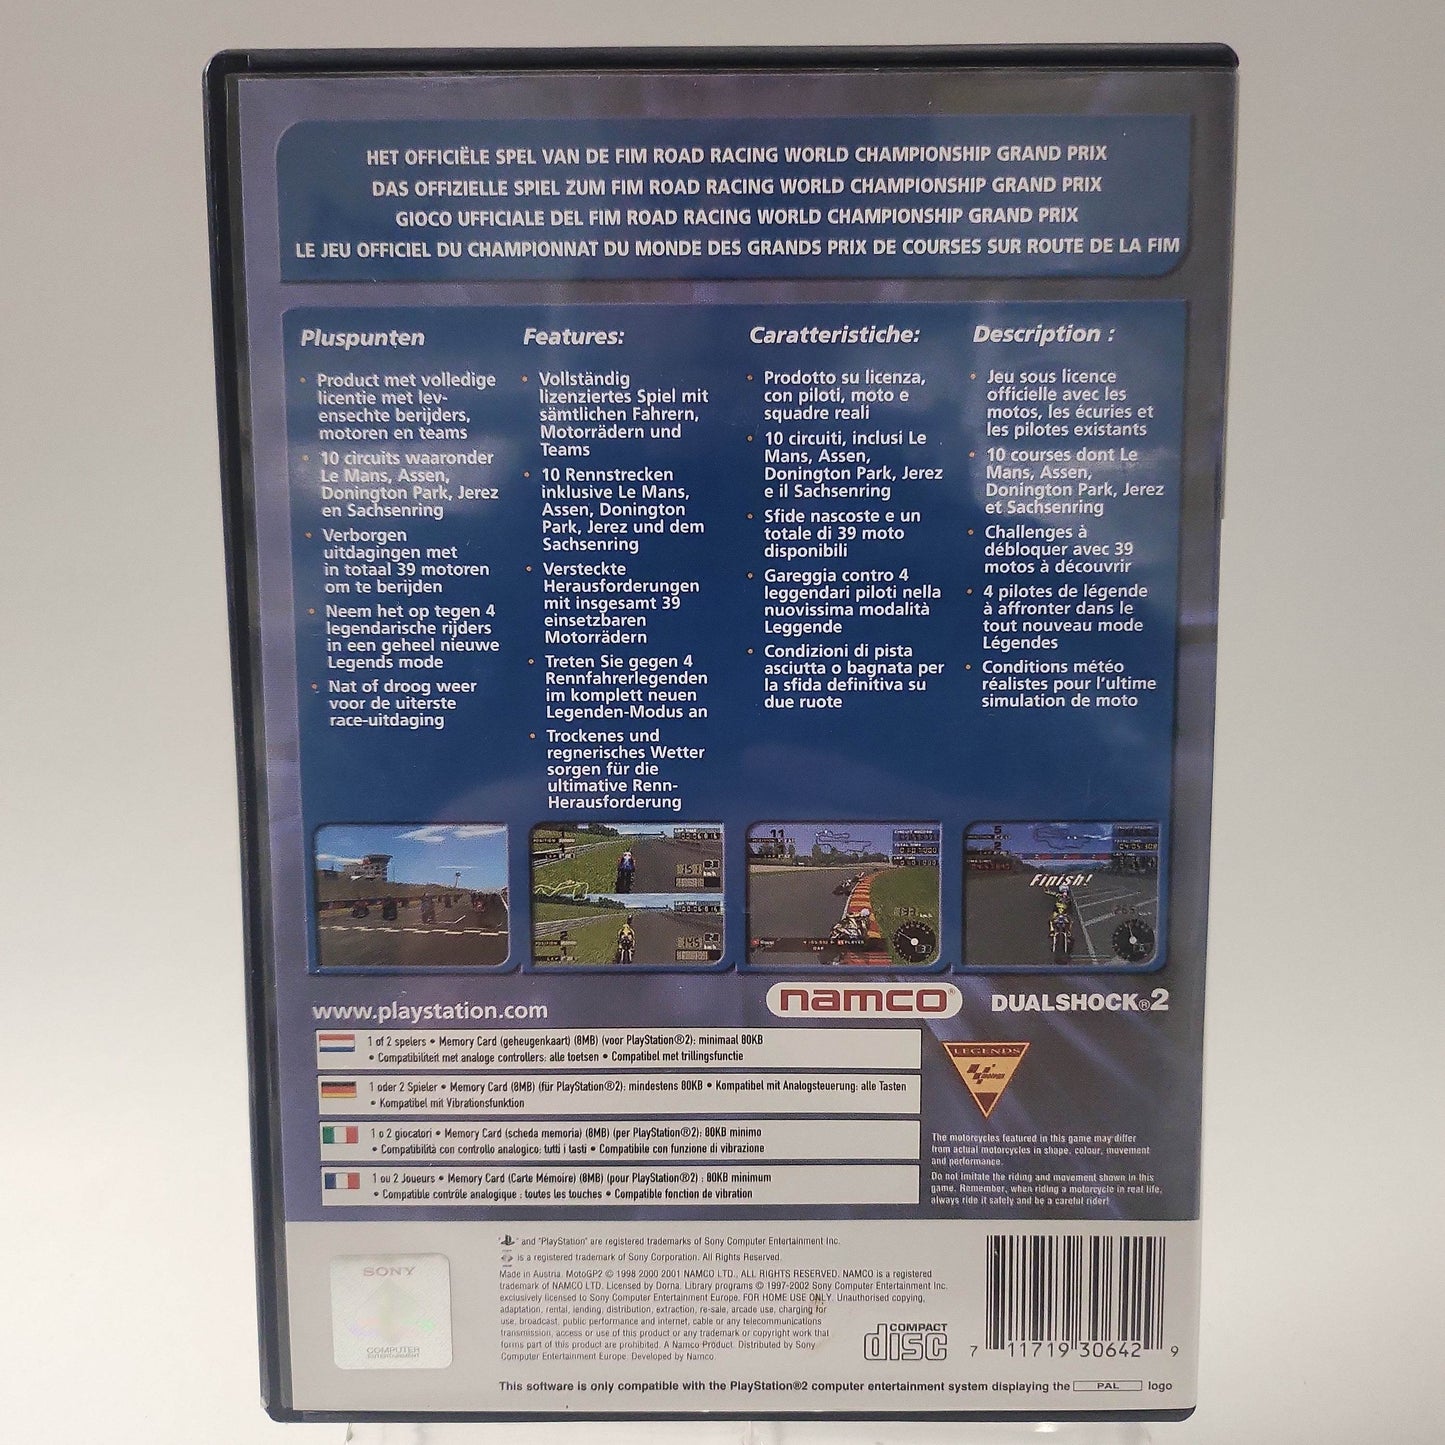 HET OFFICIËLE SPEL VAN DE FIM ROAD RACING WORLD CHAMPIONSHIP GRAND PRIX
DAS OFFIZIELLE SPIEL ZUM FIM ROAD RACING WORLD CHAMPIONSHIP GRAND PRIX
GIOCO UFFICIALE DEL FIM ROAD RACING WORLD CHAMPIONSHIP GRAND PRIX
LE JEU OFFICIEL DU CHAMPIONNAT DU MONDE DES GRANDS PRIX DE COURSES SUR ROUTE DE LA FIM
Pluspunten
• Product met volledige
licentie met lev-
ensechte berijders,
motoren en teams
• 10 circuits waaronder
Le Mans, Assen,
Donington Park, Jerez
en Sachsenring
• Verborgen
uitdagingen met
in totaal 39 motoren
om te berijden
• Neem het op tegen 4
legendarische rijders
in een geheel nieuwe
Legends mode
• Nat of droog weer
voor de uiterste
race-uitdaging
Features:
• Vollständig
lizenziertes Spiel mit
sämtlichen Fahrern,
Motorrädern und
Teams
• 10 Rennstrecken
inklusive Le Mans,
Assen, Donington
Park, Jerez und dem
Sachsenring
• Versteckte
Herausforderungen
mit insgesamt 39
einsetzbaren
Motorrädern
• Treten Sie gegen 4
Rennfahrerlegenden
im komplett neuen
Legenden-Modus an
• Trockenes und
regnerisches Wetter
sorgen für die
ultimative Renn-
Herausforderung
Caratteristiche:
• Prodotto su licenza,
con piloti, moto e
squadre reali
• 10 circuiti, inclusi Le
Mans, Assen,
Donington Park, Jerez
e il Sachsenring
• Sfide nascoste e un
totale di 39 moto
disponibili
• Gareggia contro 4
leggendari piloti nella
nuovissima modalità
Leggende
• Condizioni di pista
asciutta o bagnata per
la sfida definitiva su
due ruote
Description :
• Jeu sous licence
officielle avec les
motos, les écuries et
les pilotes existants
• 10 courses dont Le
Mans, Assen,
Donington Park, Jerez
et Sachsenring
• Challenges à
débloquer avec 39
motos à découvrir
• 4 pilotes de légende
à affronter dans le
tout nouveau mode
Légendes
• Conditions météo
réalistes pour l'ultime
simulation de moto
Finish!
www.playstation.com
namco®
DUALSHOCK®2
1 of 2 spelers • Memory Card (geheugenkaart) (8MB) (voor PlayStation®2): minimaal 80KB
• Compatibiliteit met analoge controllers: alle toetsen • Compatibel met trillingsfunctie
1 oder 2 Spieler • Memory Card (8MB) (für PlayStation®2): mindestens 80KB • Kompatibel mit Analogsteuerung: alle Tasten
• Kompatibel mit Vibrationsfunktion
1 o 2 giocatori • Memory Card (scheda memoria) (8MB) (per PlayStation®2): 80KB minimo
• Compatibilità con controllo analogico: tutti i tasti • Compatibile con funzione di vibrazione
1 ou 2 Joueurs • Memory Card (Carte Mémoire) (8MB) (pour PlayStation®2) : 80KB minimum
• Compatible contrôle analogique : toutes les touches • Compatible fonction de vibration
LEGENDS
The motorcycles featured in this game may differ
from actual motorcycles in shape, colour, movement
and performance.
Do not imitate the riding and movement shown in this
game. Remember, when riding a motorcycle in real life,
always ride it safely and be a careful rider!
SONY
COMPUTER
ENTERTAINMENT
" " and "PlayStation" are registered trademarks of Sony Computer Entertainment Inc.
is a registered trademark of Sony Corporation. All Rights Reserved.
Made in Austria. MotoGP2 © 1998 2000 2001 NAMCO LTD., ALL RIGHTS RESERVED. NAMCO is a registered
trademark of NAMCO LTD. Licensed by Dorna. Library programs © 1997-2002 Sony Computer Entertainment Inc.
exclusively licensed to Sony Computer Entertainment Europe. FOR HOME USE ONLY. Unauthorised copying,
adaptation, rental, lending, distribution, extraction, re-sale, arcade use, charging for
use, broadcast, public performance and internet, cable or any telecommunications
transmission, access or use of this product or any trademark or copyright work that
forms part of this product are prohibited. A Namco Product. Distributed by Sony
Computer Entertainment Europe. Developed by Namco.
COMPACT
disc
7 11719 30642 9
This software is only compatible with the PlayStation®2 computer entertainment system displaying the PAL logo